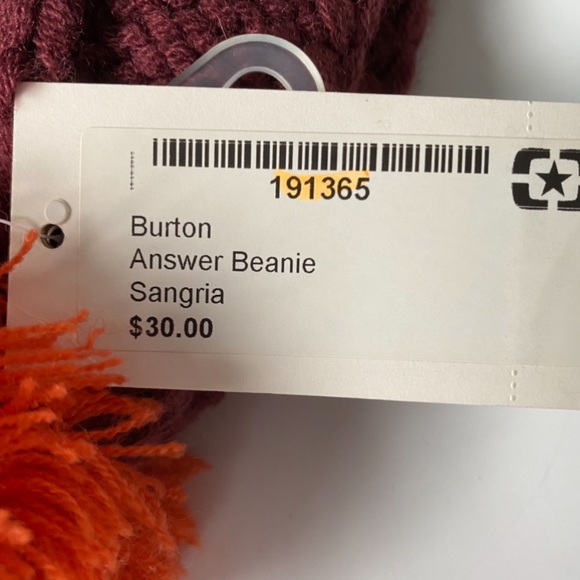 191365
Burton
Answer Beanie
Sangria
$30.00